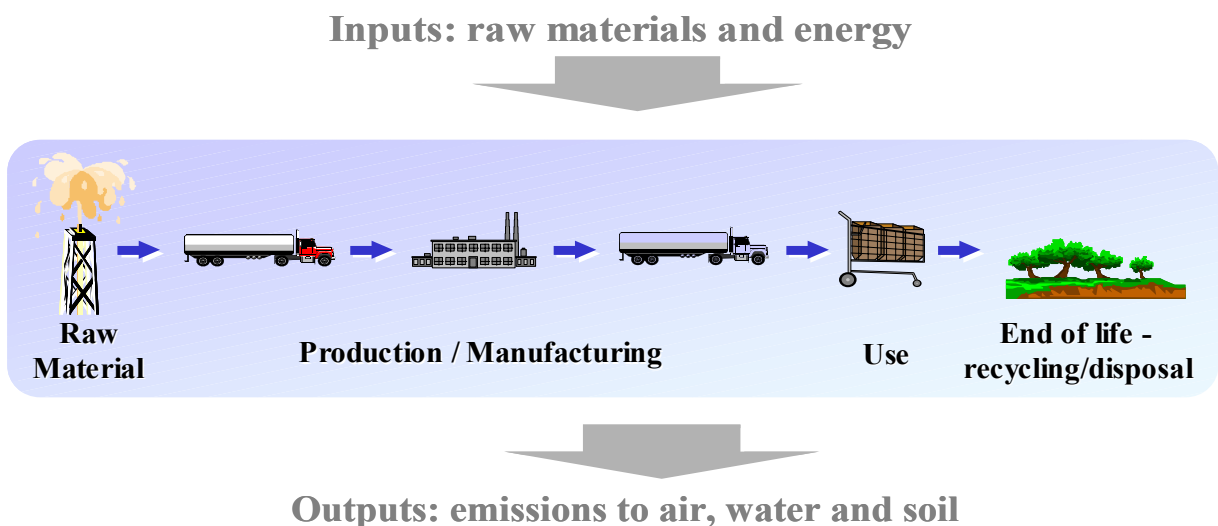 Inputs: raw materials and energy
Raw
Material
Production / Manufacturing
Use
End of life -
recycling/disposal
Outputs: emissions to air, water and soil